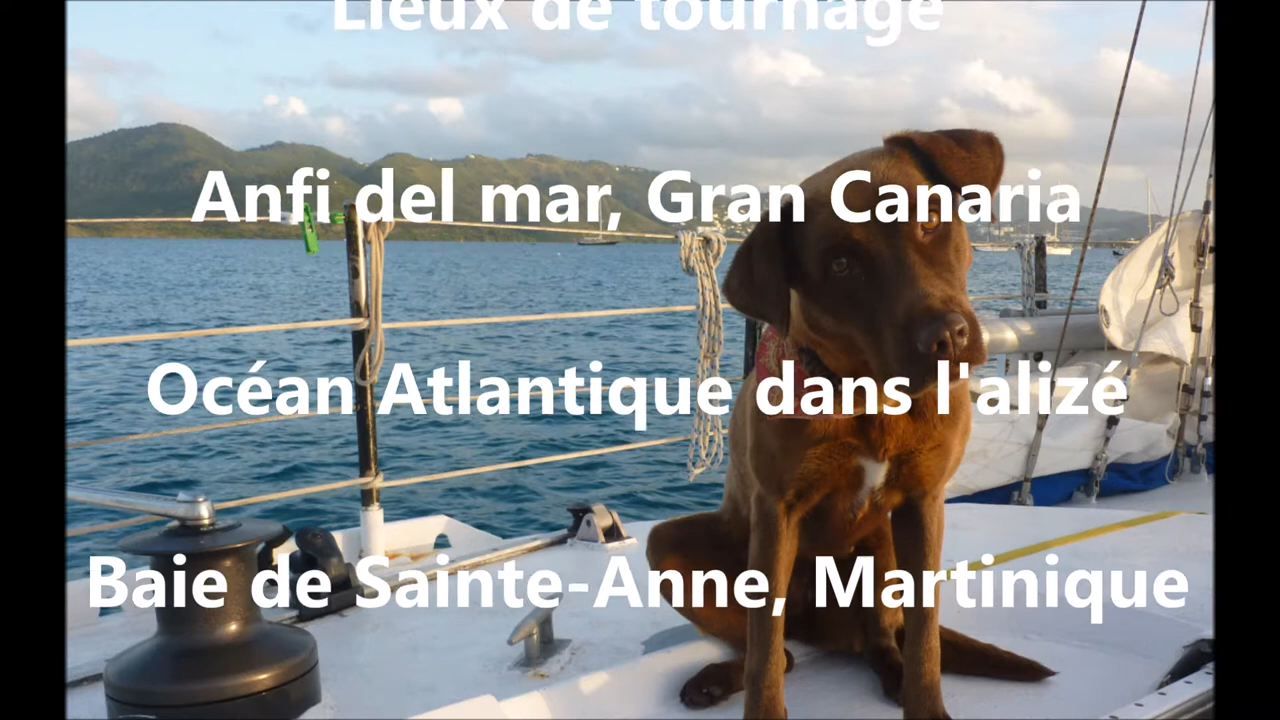 Lieux de tournage
Anfi del mar, Gran Canaria
Océan Atlantique dans l'alizé
Baie de Sainte-Anne, Martinique